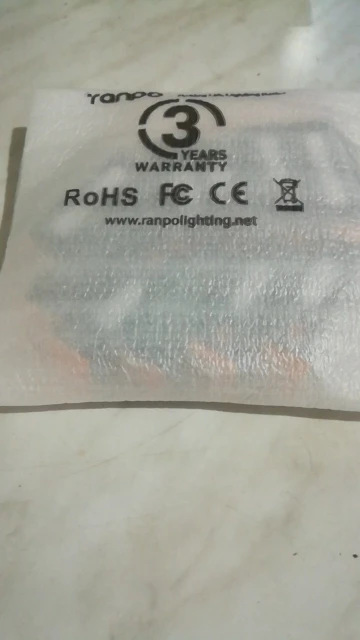 ranpo
3
YEARS
WARRANTY
RoHS FC CE
www.ranpolighting.net